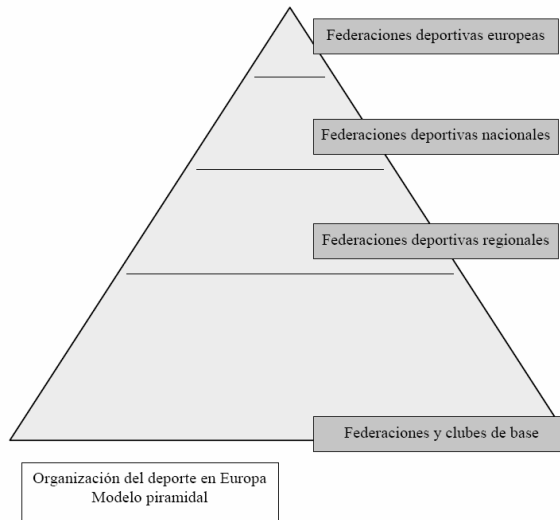 Federaciones deportivas europeas
Federaciones deportivas nacionales
Federaciones deportivas regionales
Federaciones y clubes de base
Organización del deporte en Europa
Modelo piramidal